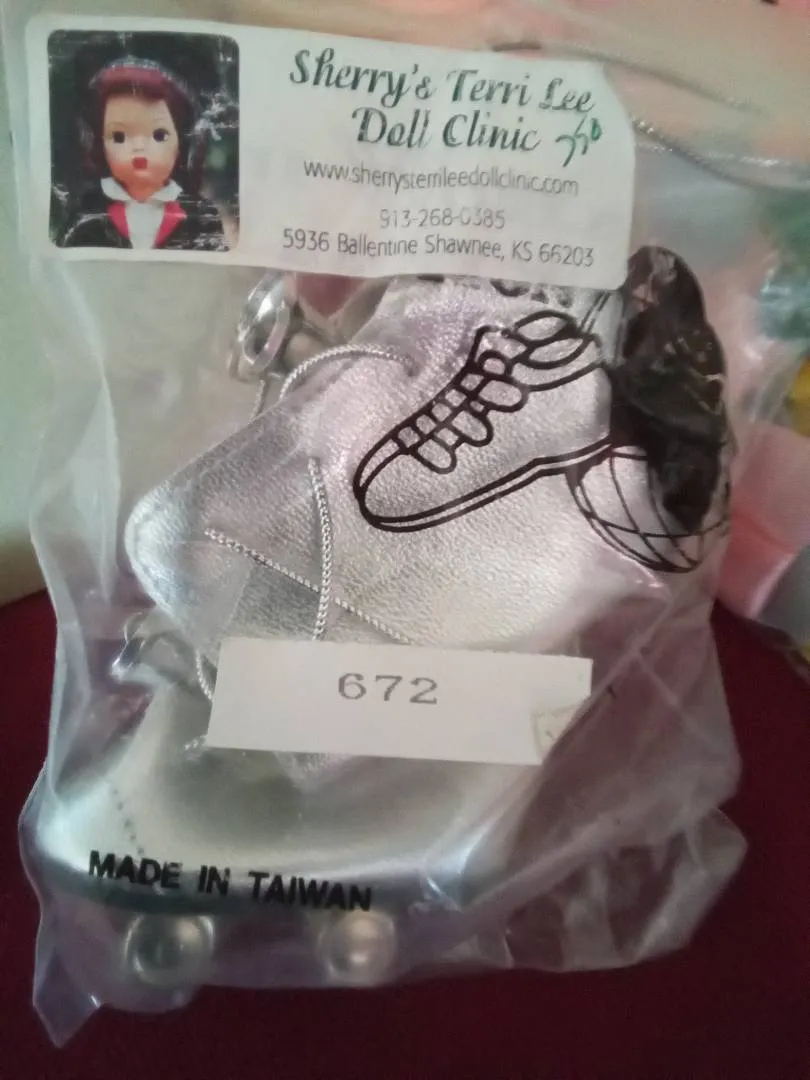 Sherry's Terri Lee
Doll Clinic
www.sherrysterrileedollclinic.com
913-268-0385
5936 Ballentine Shawnee, KS 66203
672
MADE IN TAIWAN